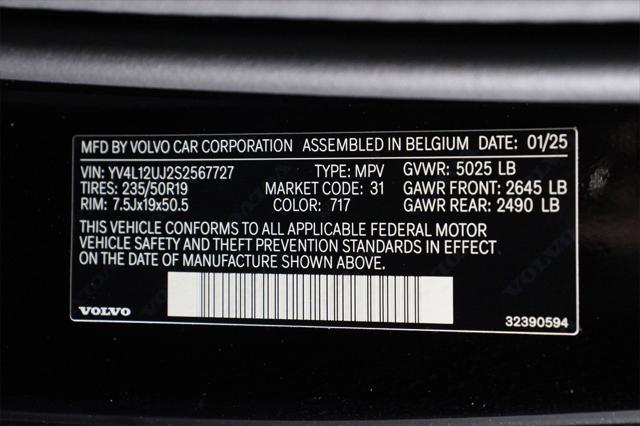 MFD BY VOLVO CAR CORPORATION ASSEMBLED IN BELGIUM DATE: 01/25
VIN: YV4L12UJ2S2567727 TYPE: MPV GVWR: 5025 LB
TIRES: 235/50R19 MARKET CODE: 31 GAWR FRONT: 2645 LB
RIM: 7.5Jx19x50.5 COLOR: 717 GAWR REAR: 2490 LB
THIS VEHICLE CONFORMS TO ALL APPLICABLE FEDERAL MOTOR
VEHICLE SAFETY AND THEFT PREVENTION STANDARDS IN EFFECT
ON THE DATE OF MANUFACTURE SHOWN ABOVE.
VOLVO
32390594
VOLVO